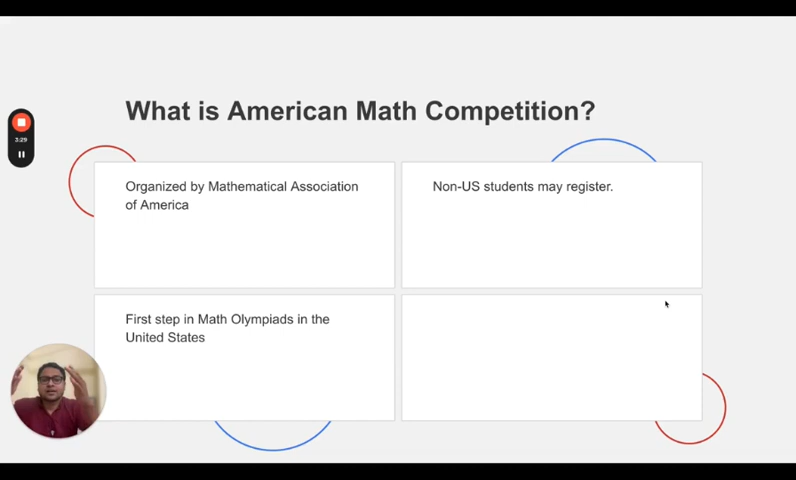 What is American Math Competition?
3:29
Organized by Mathematical Association
of America
Non-US students may register.
First step in Math Olympiads in the
United States